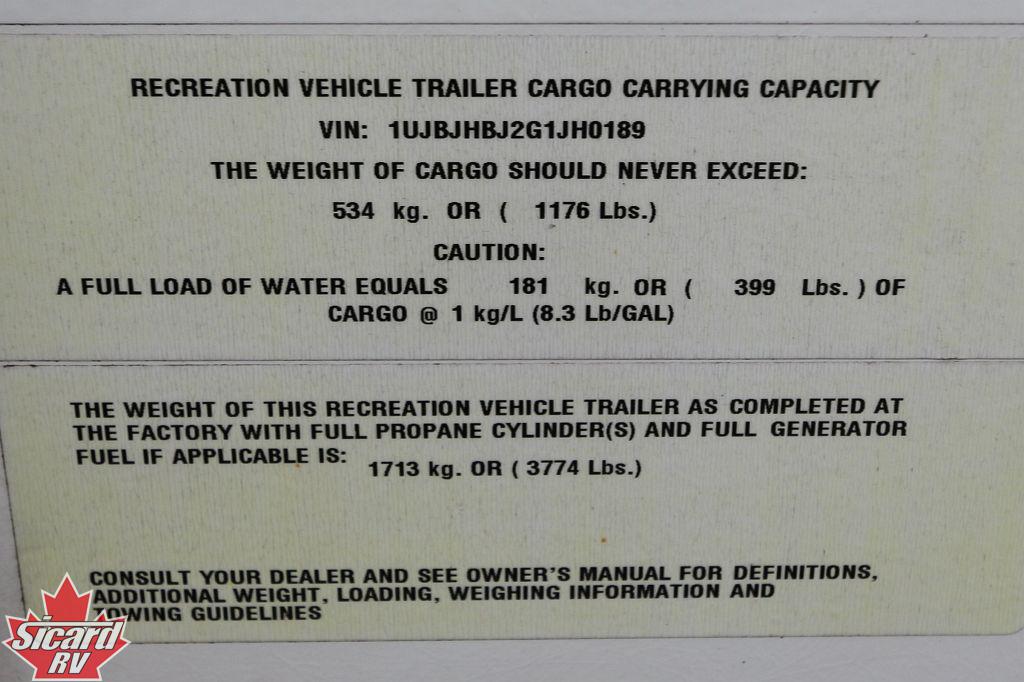 RECREATION VEHICLE TRAILER CARGO CARRYING CAPACITY
VIN: 1UJBJHBJ2G1JH0189
THE WEIGHT OF CARGO SHOULD NEVER EXCEED:
534 kg. OR ( 1176 Lbs.)
CAUTION:
A FULL LOAD OF WATER EQUALS 181 kg. OR ( 399 Lbs. ) OF
CARGO @ 1 kg/L (8.3 Lb/GAL)
THE WEIGHT OF THIS RECREATION VEHICLE TRAILER AS COMPLETED AT
THE FACTORY WITH FULL PROPANE CYLINDER(S) AND FULL GENERATOR
FUEL IF APPLICABLE IS: 1713 kg. OR ( 3774 Lbs.)
CONSULT YOUR DEALER AND SEE OWNER'S MANUAL FOR DEFINITIONS,
ADDITIONAL WEIGHT, LOADING, WEIGHING INFORMATION AND
TOWING GUIDELINES
Sicard
RV